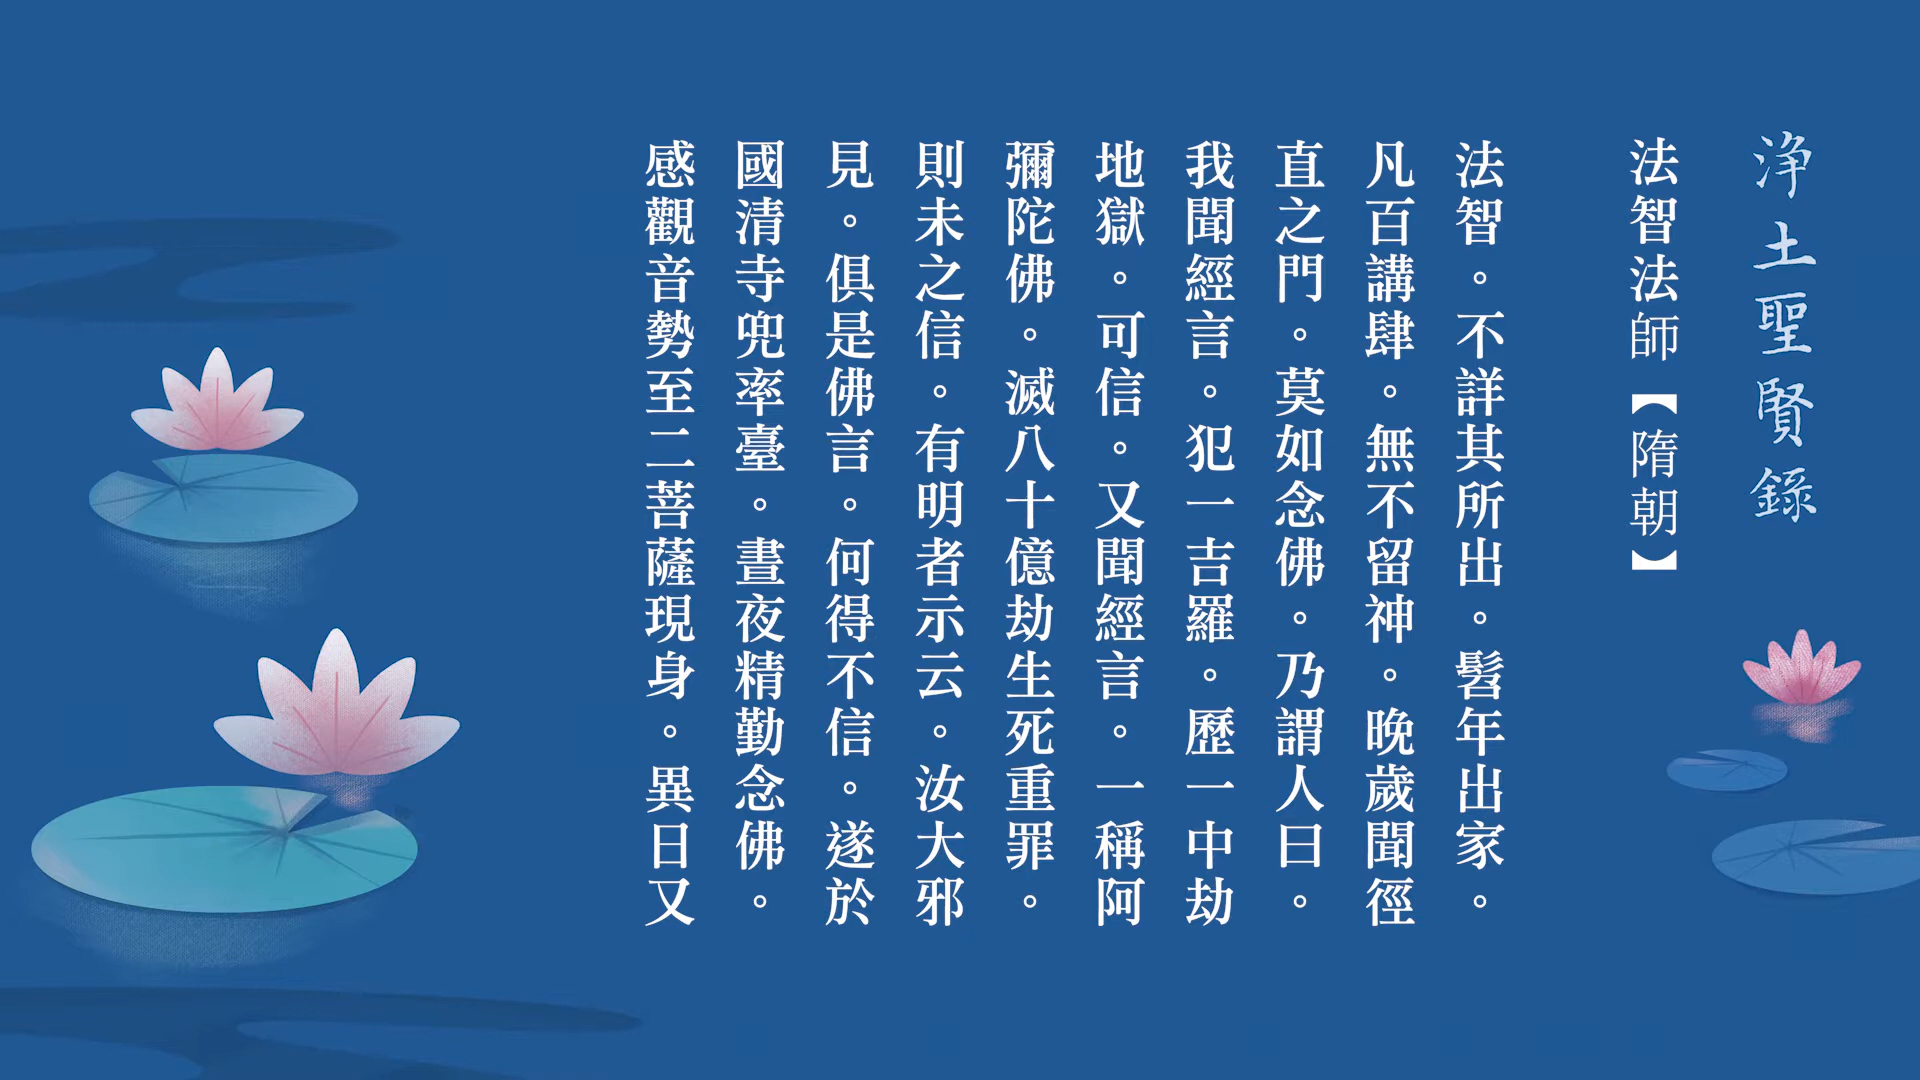 浄土聖賢錄
法智法師【隋朝】
法智。不詳其所出。髫年出家。
凡百講肆。無不留神。晚歲聞徑
直之門。莫如念佛。乃謂人曰。
我聞經言。犯一吉羅。歷一中劫
地獄。可信。又聞經言。一稱阿
彌陀佛。滅八十億劫生死重罪。
則未之信。有明者示云。汝大邪
見。俱是佛言。何得不信。遂於
國清寺兜率臺。晝夜精勤念佛。
感觀音勢至二菩薩現身。異日又